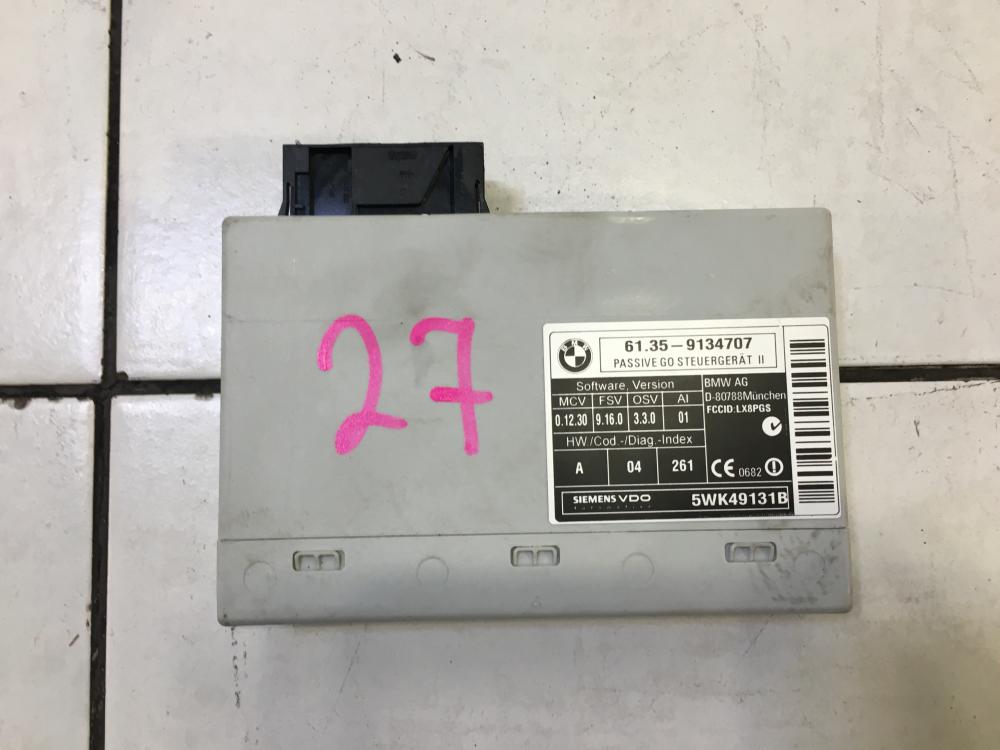 27
BMW
61.35-9134707
PASSIVE GO STEUERGERÄT II
Software, Version
MCV FSV OSV AI
0.12.30 9.16.0 3.3.0 01
HW./Cod.-/Diag.-Index
A 04 261
BMW AG
D-80788München
FCCID:LX8PGS
CE 0682
SIEMENS VDO
Automotive
5WK49131B